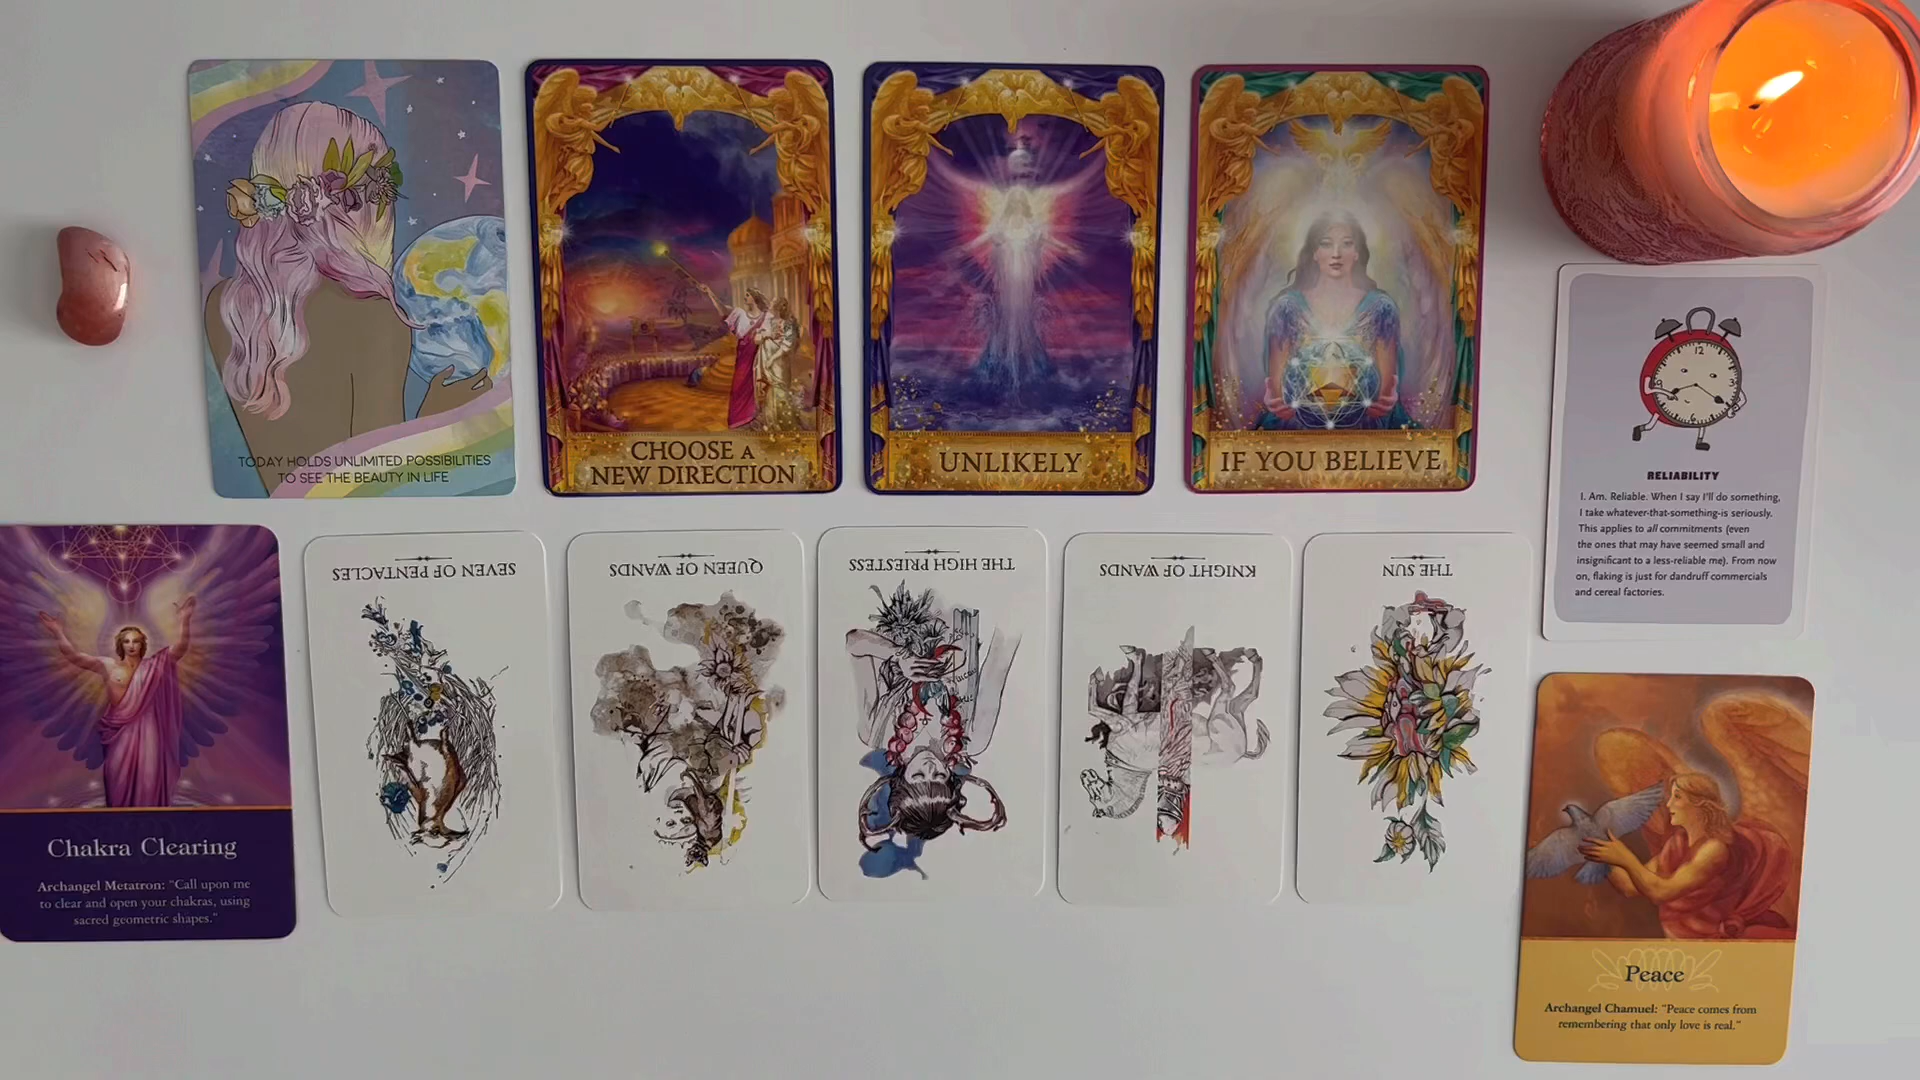 TODAY HOLDS UNLIMITED POSSIBILITIES
TO SEE THE BEAUTY IN LIFE
CHOOSE A
NEW DIRECTION
UNLIKELY
IF YOU BELIEVE
RELIABILITY
I. Am. Reliable. When I say I'll do something,
I take whatever-that-something-is seriously.
This applies to all commitments (even
the ones that may have seemed small and
insignificant to a less-reliable me). From now
on, flaking is just for dandruff commercials
and cereal factories.
Chakra Clearing
Archangel Metatron: "Call upon me
to clear and open your chakras, using
sacred geometric shapes."
SEVEN OF PENTACLES
QUEEN OF WANDS
THE HIGH PRIESTESS
KNIGHT OF WANDS
THE SUN
Peace
Archangel Chamuel: "Peace comes from
remembering that only love is real."
12
3
6
9